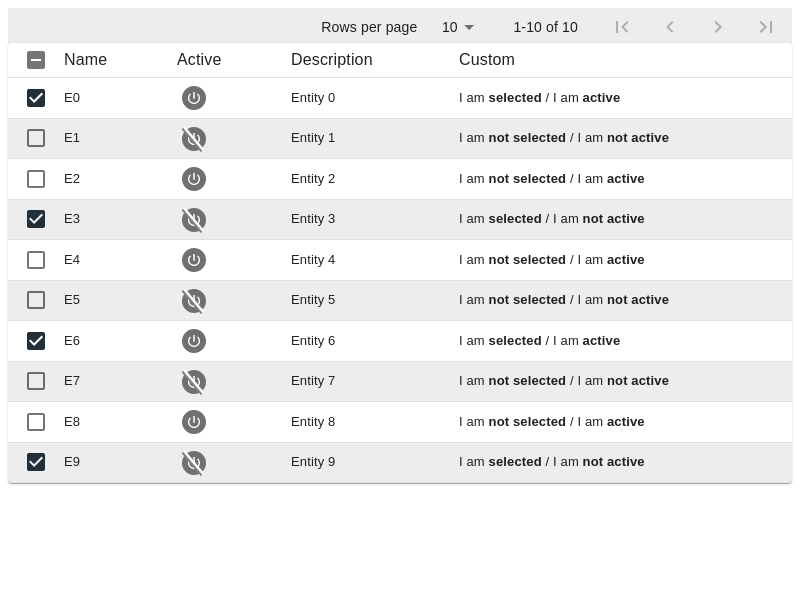 Rows per page 10 1-10 of 10
Name Active Description Custom
E0 Entity 0 I am selected / I am active
E1 Entity 1 I am not selected / I am not active
E2 Entity 2 I am not selected / I am active
E3 Entity 3 I am selected / I am not active
E4 Entity 4 I am not selected / I am active
E5 Entity 5 I am not selected / I am not active
E6 Entity 6 I am selected / I am active
E7 Entity 7 I am not selected / I am not active
E8 Entity 8 I am not selected / I am active
E9 Entity 9 I am selected / I am not active